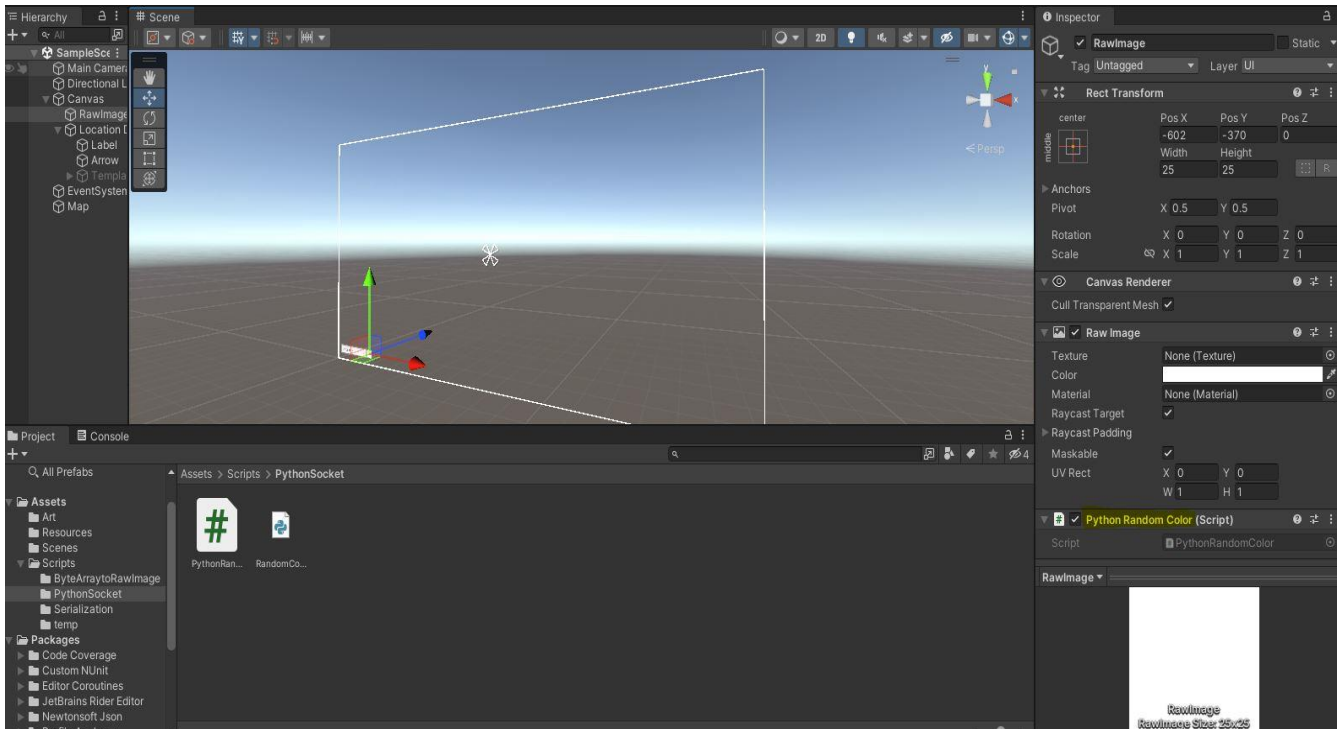 Hierarchy
All
SampleSce
Main Camer
Directional L
Canvas
RawImage
Location D
Label
Arrow
Templa
EventSysten
Map
Scene
2D
y
x
Persp
Inspector
RawImage Static
Tag Untagged Layer UI
Rect Transform
center Pos X Pos Y Pos Z
middle -602 -370 0
Width Height
25 25 R
Anchors
Pivot X 0.5 Y 0.5
Rotation X 0 Y 0 Z 0
Scale X 1 Y 1 Z 1
Canvas Renderer
Cull Transparent Mesh
Raw Image
Texture None (Texture)
Color
Material None (Material)
Raycast Target
Raycast Padding
Maskable
UV Rect X 0 Y 0
W 1 H 1
# Python Random Color (Script)
Script PythonRandomColor
RawImage
RawImage
RawImage Size: 25x25
Project Console
4
All Prefabs
Assets
Art
Resources
Scenes
Scripts
ByteArraytoRawImage
PythonSocket
Serialization
temp
Packages
Code Coverage
Custom NUnit
Editor Coroutines
JetBrains Rider Editor
Newtonsoft Json
Assets > Scripts > PythonSocket
#
PythonRan... RandomCo...